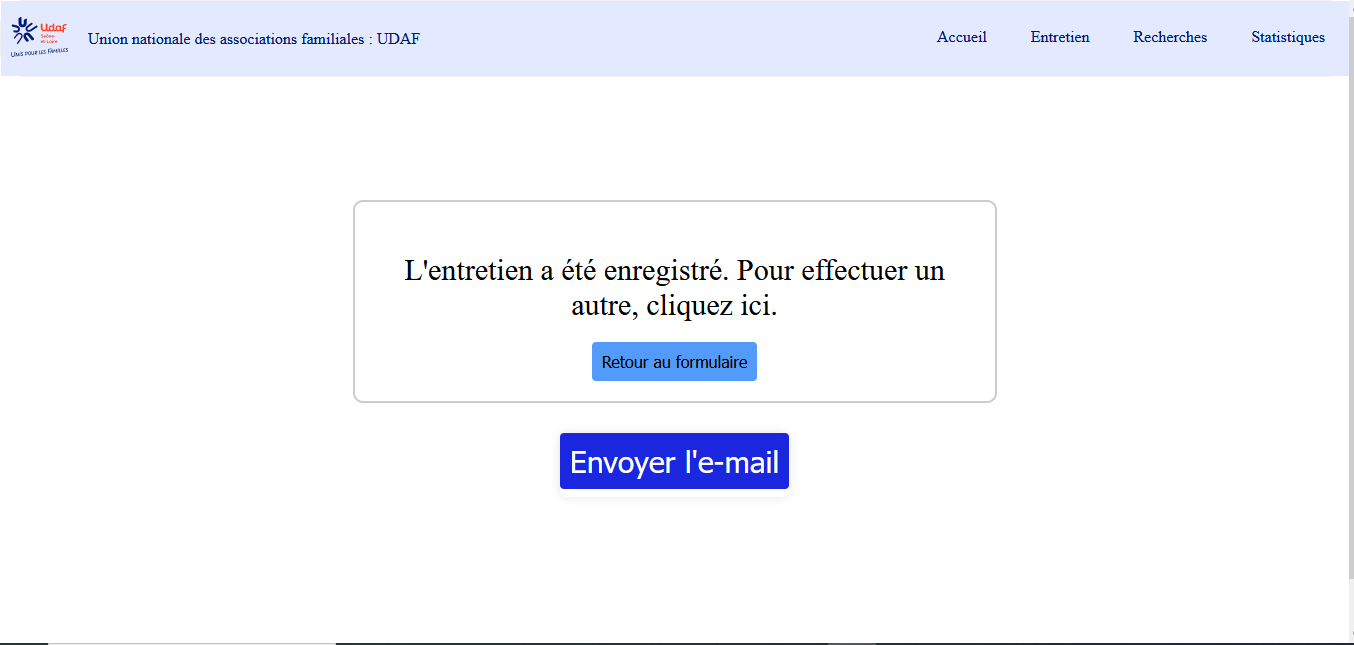 Udaf
Saône-
et-Loire
UNIS POUR LES FAMILLES
Union nationale des associations familiales : UDAF
Accueil
Entretien
Recherches
Statistiques
L'entretien a été enregistré. Pour effectuer un
autre, cliquez ici.
Retour au formulaire
Envoyer l'e-mail